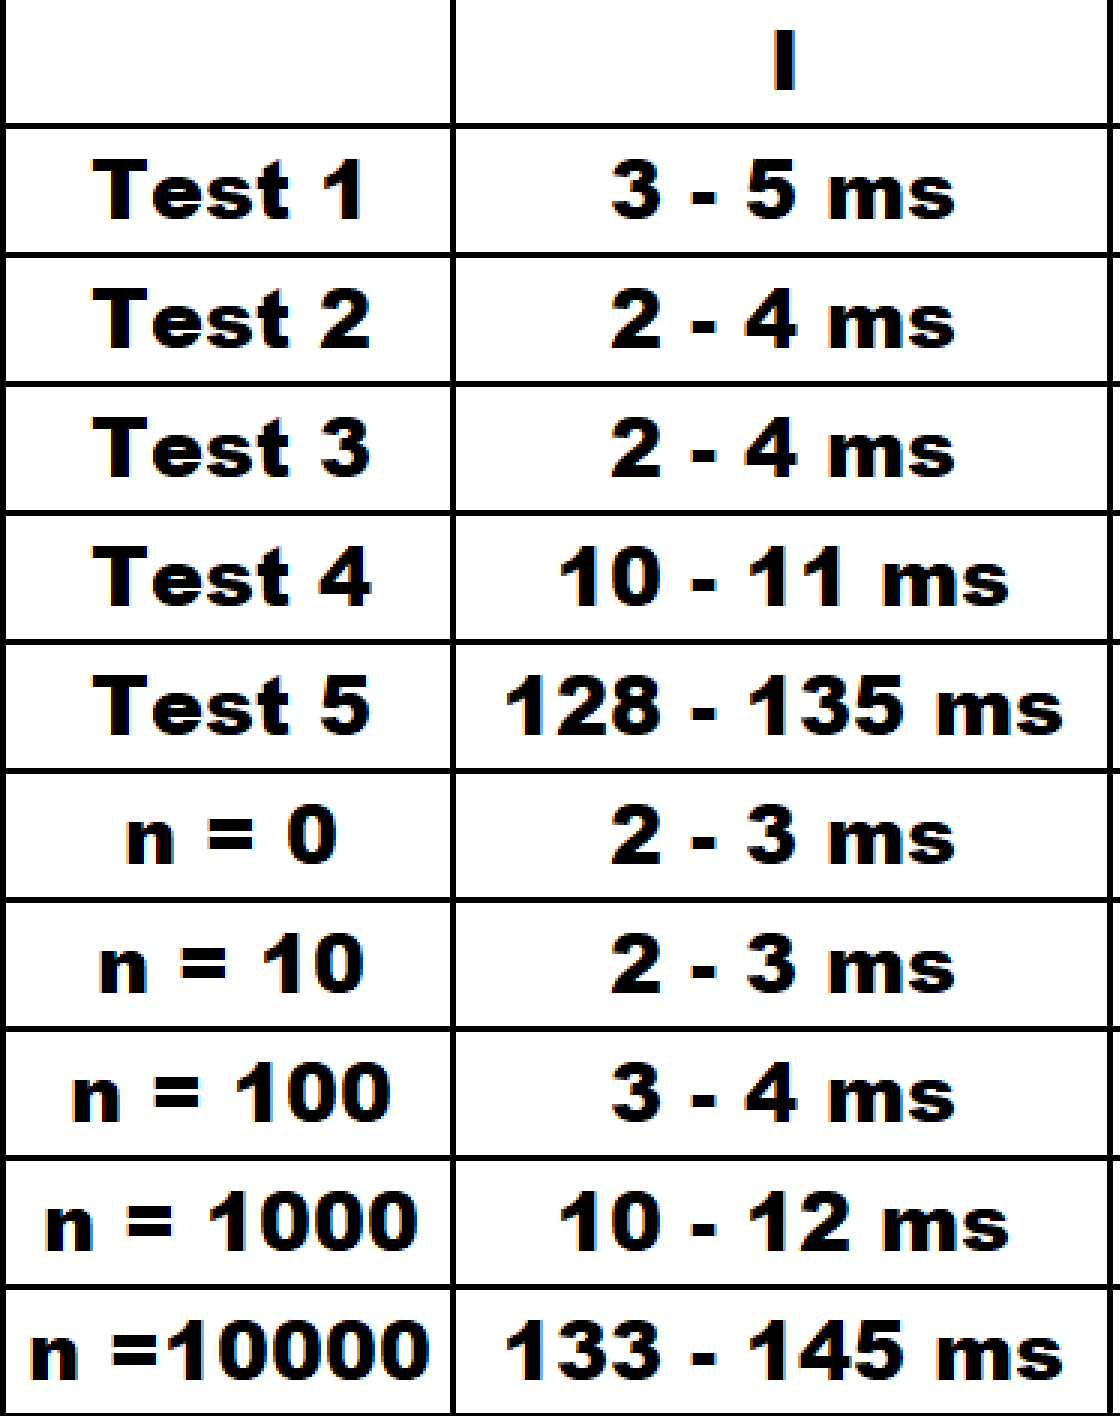 I
Test 1 3 - 5 ms
Test 2 2 - 4 ms
Test 3 2 - 4 ms
Test 4 10 - 11 ms
Test 5 128 - 135 ms
n = 0 2 - 3 ms
n = 10 2 - 3 ms
n = 100 3 - 4 ms
n = 1000 10 - 12 ms
n =10000 133 - 145 ms